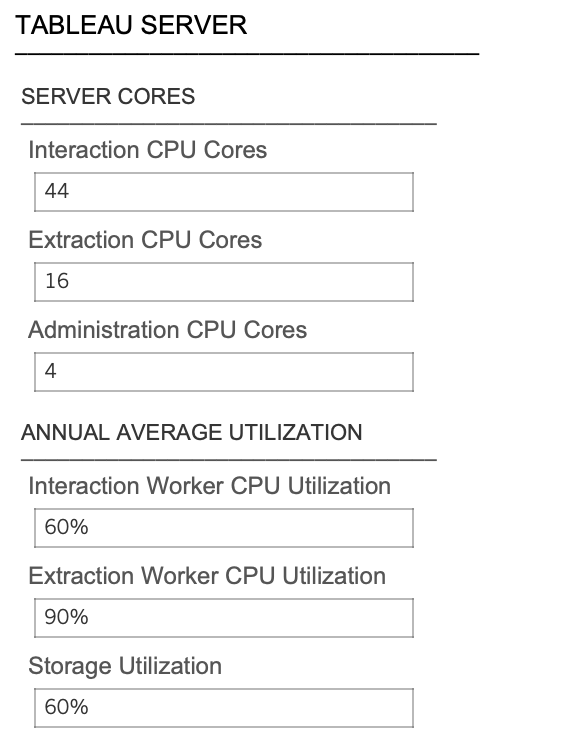 TABLEAU SERVER
SERVER CORES
Interaction CPU Cores
44
Extraction CPU Cores
16
Administration CPU Cores
4
ANNUAL AVERAGE UTILIZATION
Interaction Worker CPU Utilization
60%
Extraction Worker CPU Utilization
90%
Storage Utilization
60%